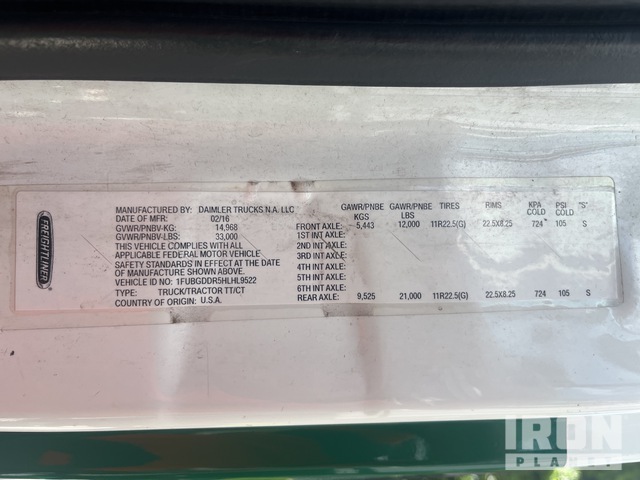 FREIGHTLINER
MANUFACTURED BY: DAIMLER TRUCKS N.A. LLC
DATE OF MFR: 02/16
GVWR/PNBV-KG: 14,968
GVWR/PNBV-LBS: 33,000
THIS VEHICLE COMPLIES WITH ALL
APPLICABLE FEDERAL MOTOR VEHICLE
SAFETY STANDARDS IN EFFECT ON THE DATE
OF MANUFACTURE SHOWN ABOVE.
VEHICLE ID NO.: 1FUBGDDR5HLHL9522
TYPE: TRUCK/TRACTOR TT/CT
COUNTRY OF ORIGIN: U.S.A.
GAWR/PNBE KGS GAWR/PNBE LBS TIRES RIMS KPA COLD PSI COLD "S"
FRONT AXLE: 5,443 12,000 11R22.5(G) 22.5X8.25 724 105 S
1ST INT AXLE:
2ND INT AXLE:
3RD INT AXLE:
4TH INT AXLE:
5TH INT AXLE:
6TH INT AXLE:
REAR AXLE: 9,525 21,000 11R22.5(G) 22.5X8.25 724 105 S
IRON
PLANET